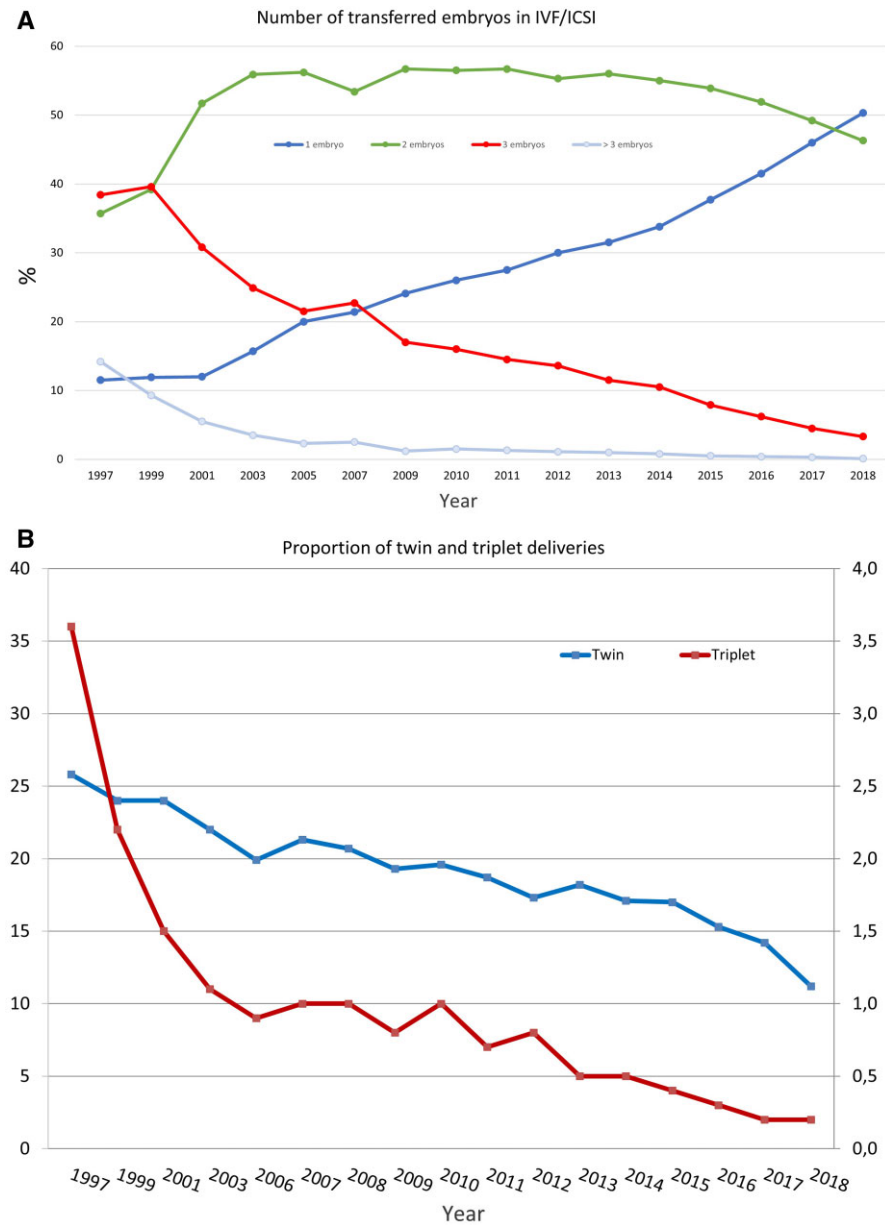 A
Number of transferred embryos in IVF/ICSI
60
50
1 embryo 2 embryos 3 embryos > 3 embryos
40
30
%
20
10
0
1997 1999 2001 2003 2005 2007 2009 2010 2011 2012 2013 2014 2015 2016 2017 2018
Year
B
Proportion of twin and triplet deliveries
40 4,0
35 3,5
Twin Triplet
30 3,0
25 2,5
20 2,0
15 1,5
10 1,0
5 0,5
0 0,0
1997 1999 2001 2003 2006 2007 2008 2009 2010 2011 2012 2013 2014 2015 2016 2017 2018
Year